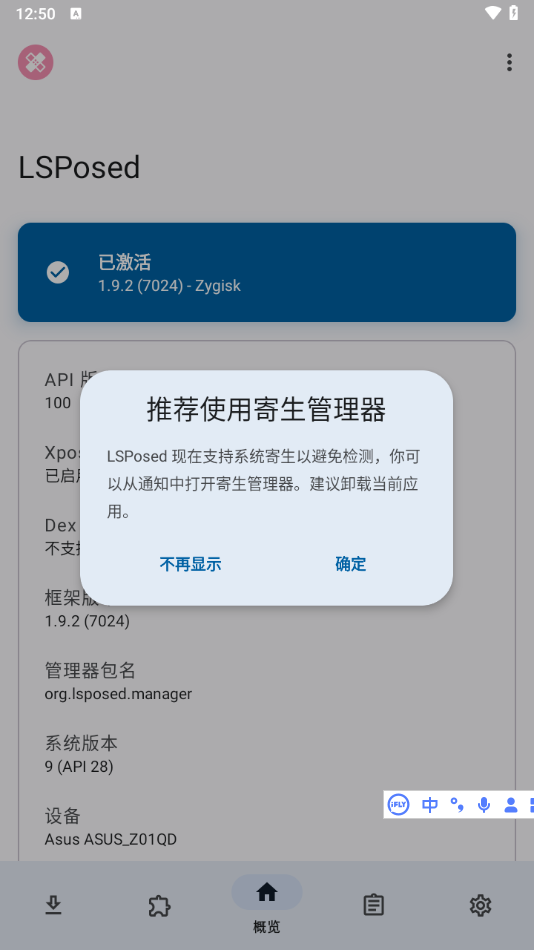 12:50
A
LSPosed
已激活
1.9.2 (7024) - Zygisk
API 版
100
推荐使用寄生管理器
LSPosed 现在支持系统寄生以避免检测，你可
以从通知中打开寄生管理器。建议卸载当前应
用。
不再显示
确定
Xpos
已启用
Dex
不支持
框架版
1.9.2 (7024)
管理器包名
org.lsposed.manager
系统版本
9 (API 28)
iFLY 中
设备
Asus ASUS_Z01QD
概览